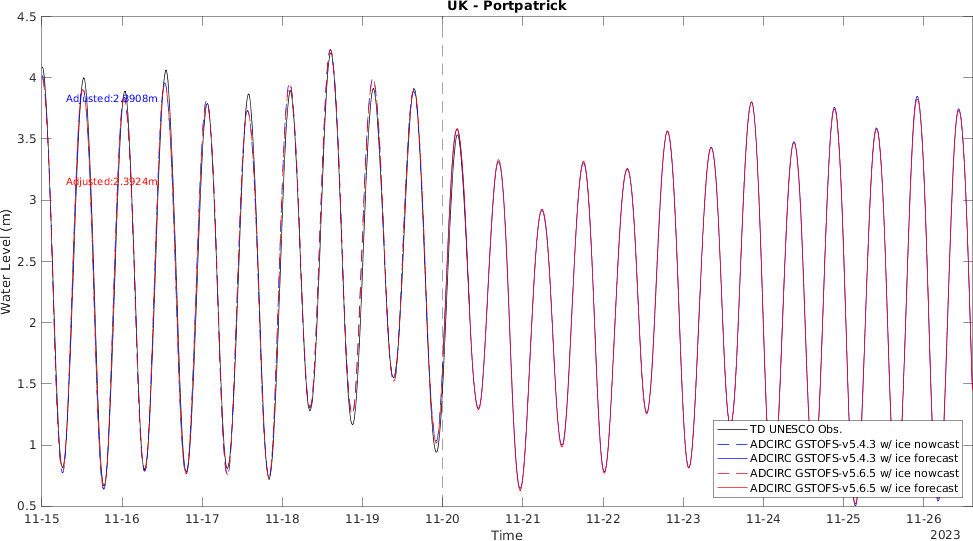 UK - Portpatrick
4.5
4
3.5
3
2.5
2
1.5
1
0.5
Water Level (m)
Adjusted:2.3908m
Adjusted:2.3924m
TD UNESCO Obs.
ADCIRC GSTOFS-v5.4.3 w/ ice nowcast
ADCIRC GSTOFS-v5.4.3 w/ ice forecast
ADCIRC GSTOFS-v5.6.5 w/ ice nowcast
ADCIRC GSTOFS-v5.6.5 w/ ice forecast
11-15 11-16 11-17 11-18 11-19 11-20 11-21 11-22 11-23 11-24 11-25 11-26
Time
2023